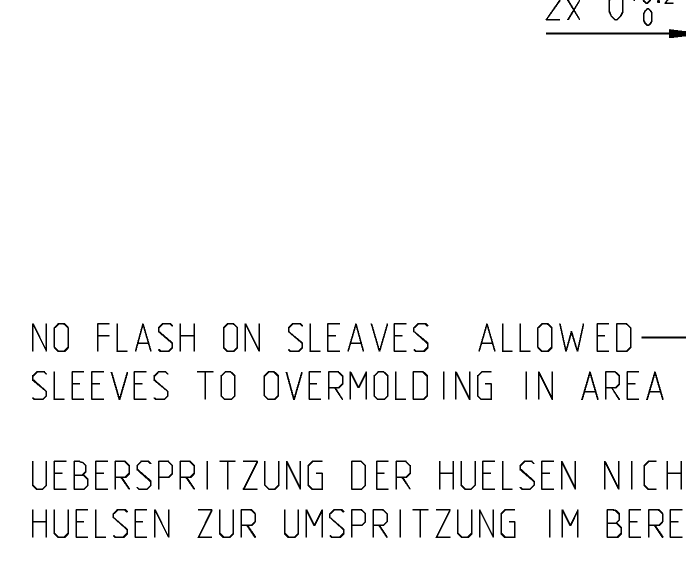 2X 0 +0.2 0
NO FLASH ON SLEAVES ALLOWED
SLEEVES TO OVERMOLDING IN AREA
UEBERSPRITZUNG DER HUELSEN NICH
HUELSEN ZUR UMSPRITZUNG IM BERE